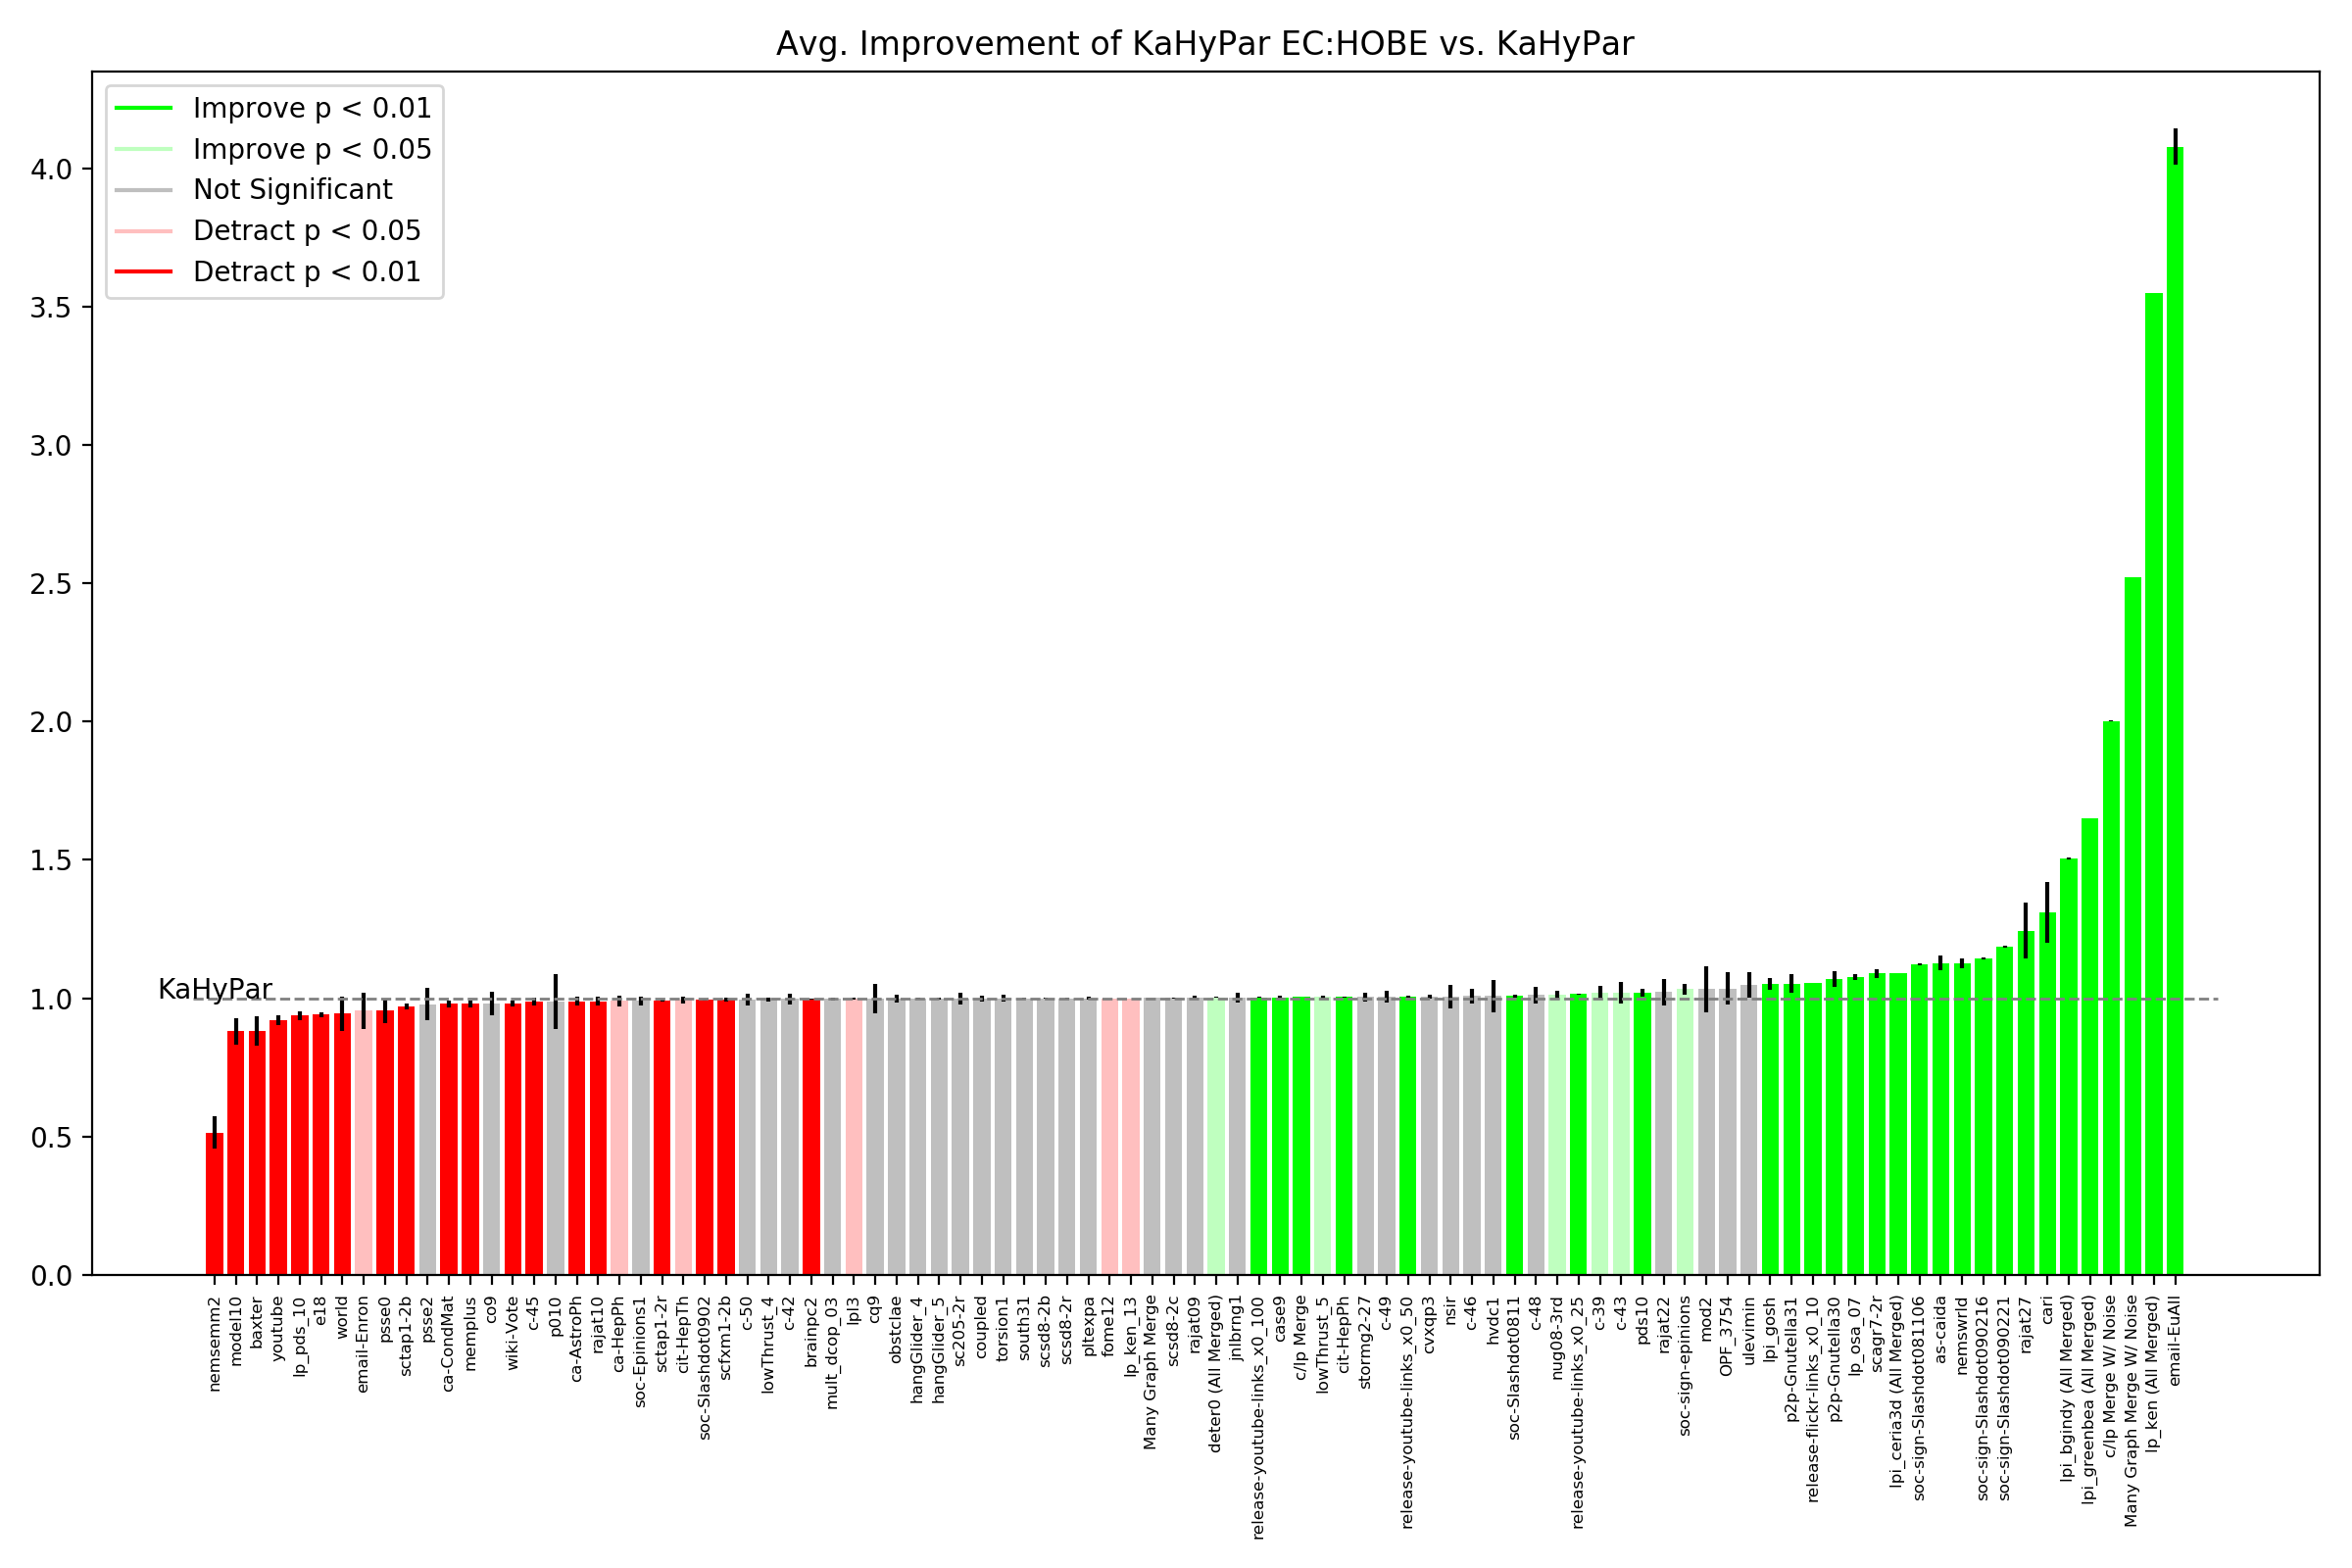 Avg. Improvement of KaHyPar EC:HOBE vs. KaHyPar
Improve p < 0.01
Improve p < 0.05
Not Significant
Detract p < 0.05
Detract p < 0.01
4.0
3.5
3.0
2.5
2.0
1.5
1.0
0.5
0.0
KaHyPar
nemsemm2
model10
baxter
youtube
lp_pds_10
e18
world
email-Enron
psse0
sctap1-2b
psse2
ca-CondMat
memplus
co9
wiki-Vote
c-45
p010
ca-AstroPh
rajat10
ca-HepPh
soc-Epinions1
sctap1-2r
cit-HepTh
soc-Slashdot0902
scfxm1-2b
c-50
lowThrust_4
c-42
brainpc2
mult_dcop_03
lpl3
cq9
obstclae
hangGlider_4
hangGlider_5
sc205-2r
coupled
torsion1
south31
scsd8-2b
scsd8-2r
pltexpa
fome12
lp_ken_13
Many Graph Merge
scsd8-2c
rajat09
deter0 (All Merged)
jnlbrng1
release-youtube-links_x0_100
case9
c/lp Merge
lowThrust_5
cit-HepPh
stormg2-27
c-49
release-youtube-links_x0_50
cvxqp3
nsir
c-46
hvdc1
soc-Slashdot0811
c-48
nug08-3rd
release-youtube-links_x0_25
c-39
c-43
pds10
rajat22
soc-sign-epinions
mod2
OPF_3754
ulevimin
lpi_gosh
p2p-Gnutella31
release-flickr-links_x0_10
p2p-Gnutella30
lp_osa_07
scagr7-2r
lpi_ceria3d (All Merged)
soc-sign-Slashdot081106
as-caida
nemswrld
soc-sign-Slashdot090216
soc-sign-Slashdot090221
rajat27
cari
lpi_bgindy (All Merged)
lpi_greenbea (All Merged)
c/lp Merge W/ Noise
Many Graph Merge W/ Noise
lp_ken (All Merged)
email-EuAll